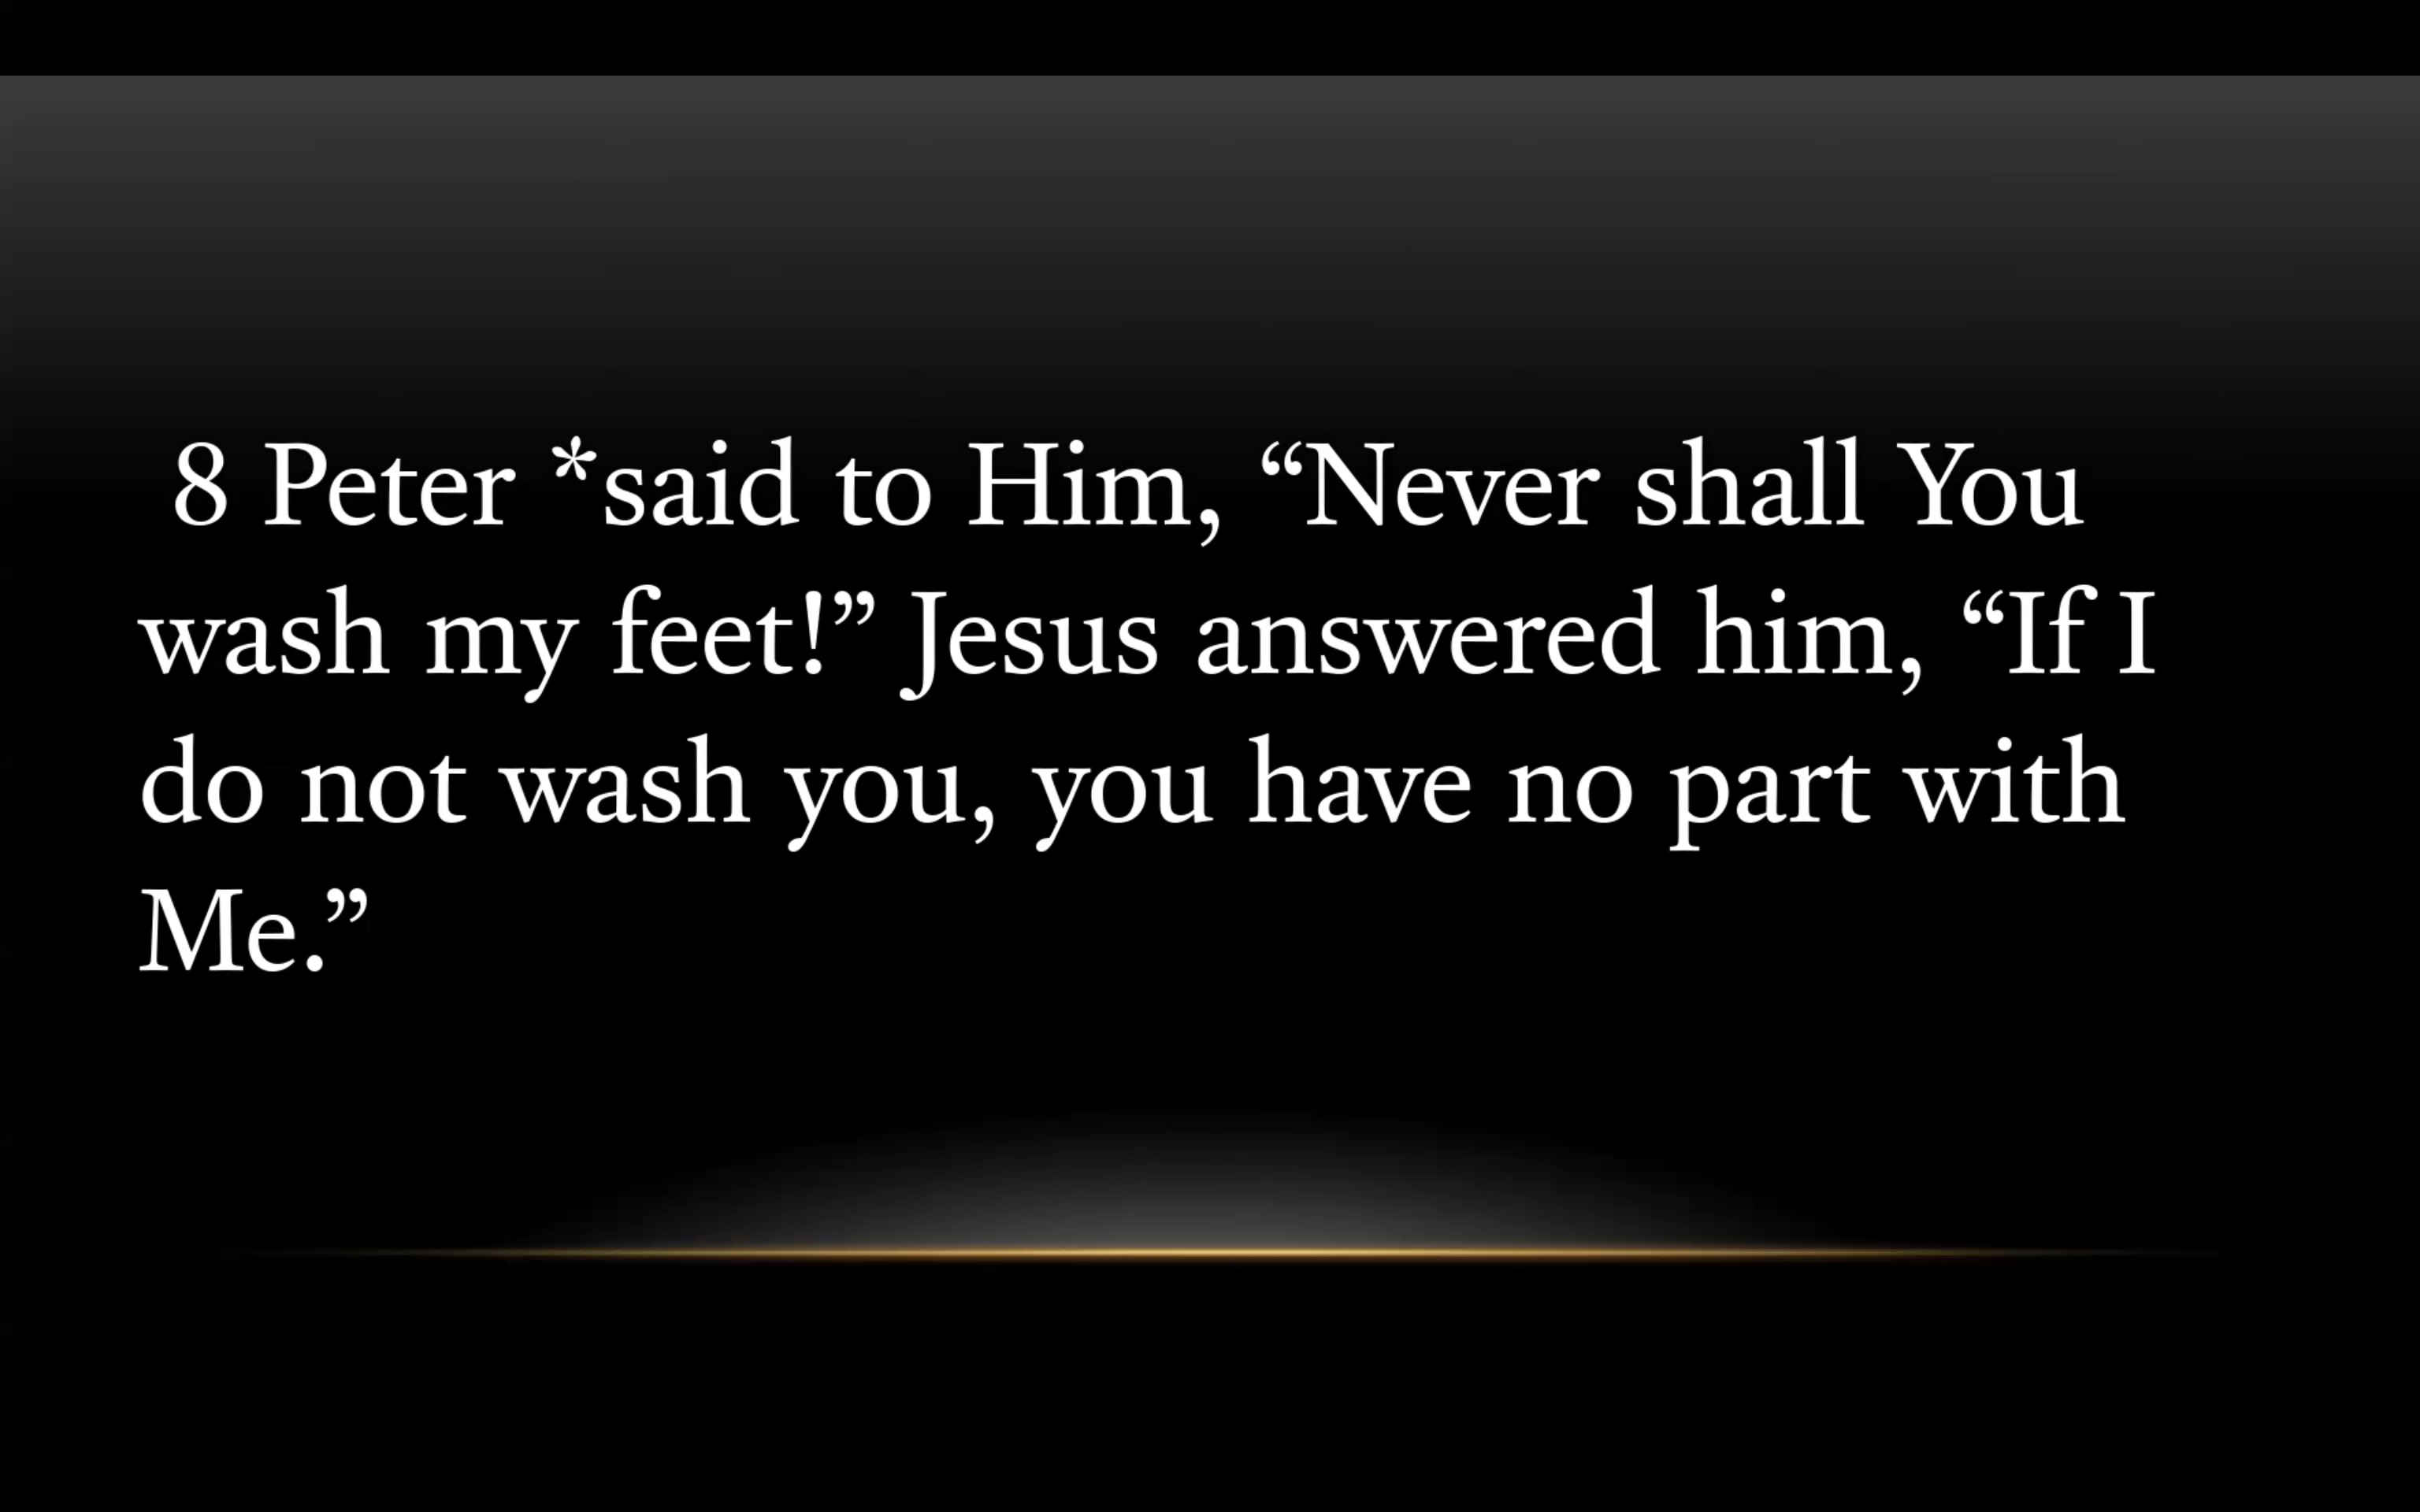 8 Peter *said to Him, “Never shall You
wash my feet!” Jesus answered him, “If I
do not wash you, you have no part with
Me.”